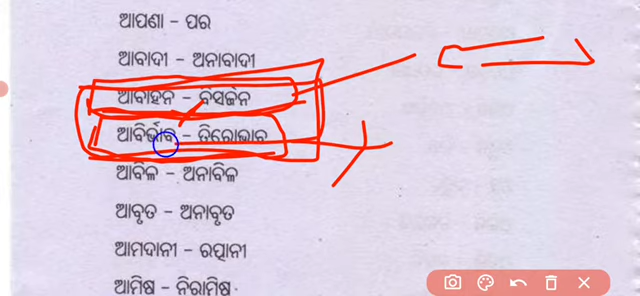 ଆପଣା – ପର
ଆବାଦୀ – ଅନାବାଦୀ
ଆବାହନ – ବିସର୍ଜ୍ଜନ
ଆବିର୍ଭାବ – ତିରୋଭାବ
ଆବିଳ – ଅନାବିଳ
ଆବୃତ – ଅନାବୃତ
ଆମଦାନୀ – ରପ୍ତାନୀ
ଆମିଷ – ନିରାମିଷ